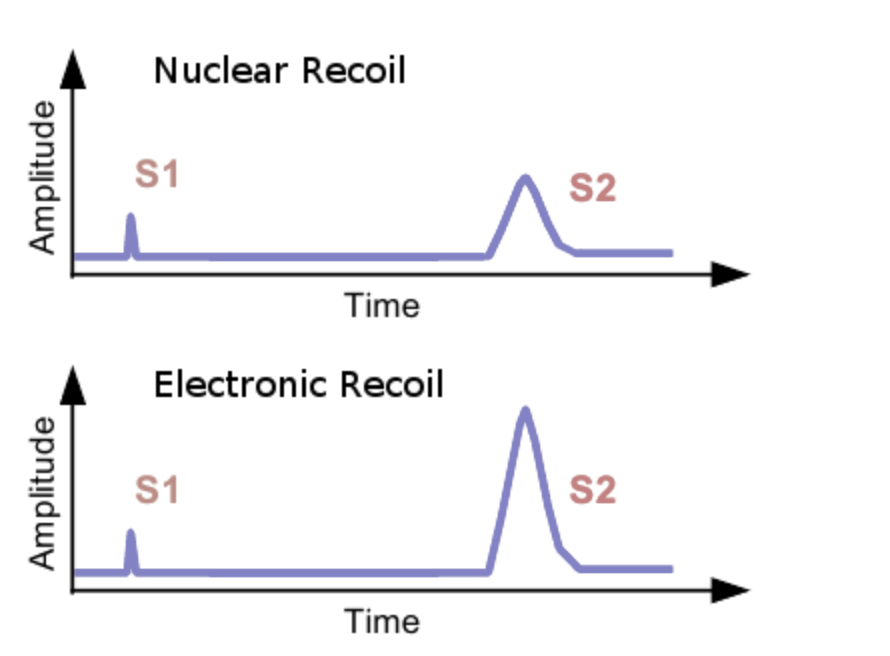 Nuclear Recoil
Amplitude
S1
S2
Time
Electronic Recoil
Amplitude
S1
S2
Time